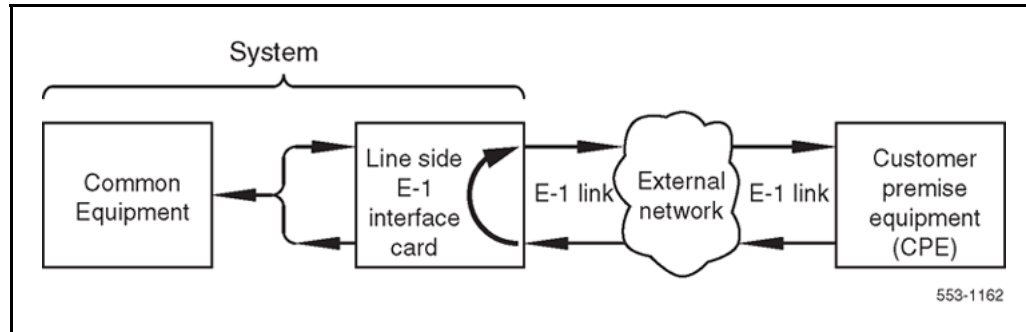 System
Common
Equipment
Line side
E-1
interface
card
E-1 link
External
network
E-1 link
Customer
premise
equipment
(CPE)
553-1162